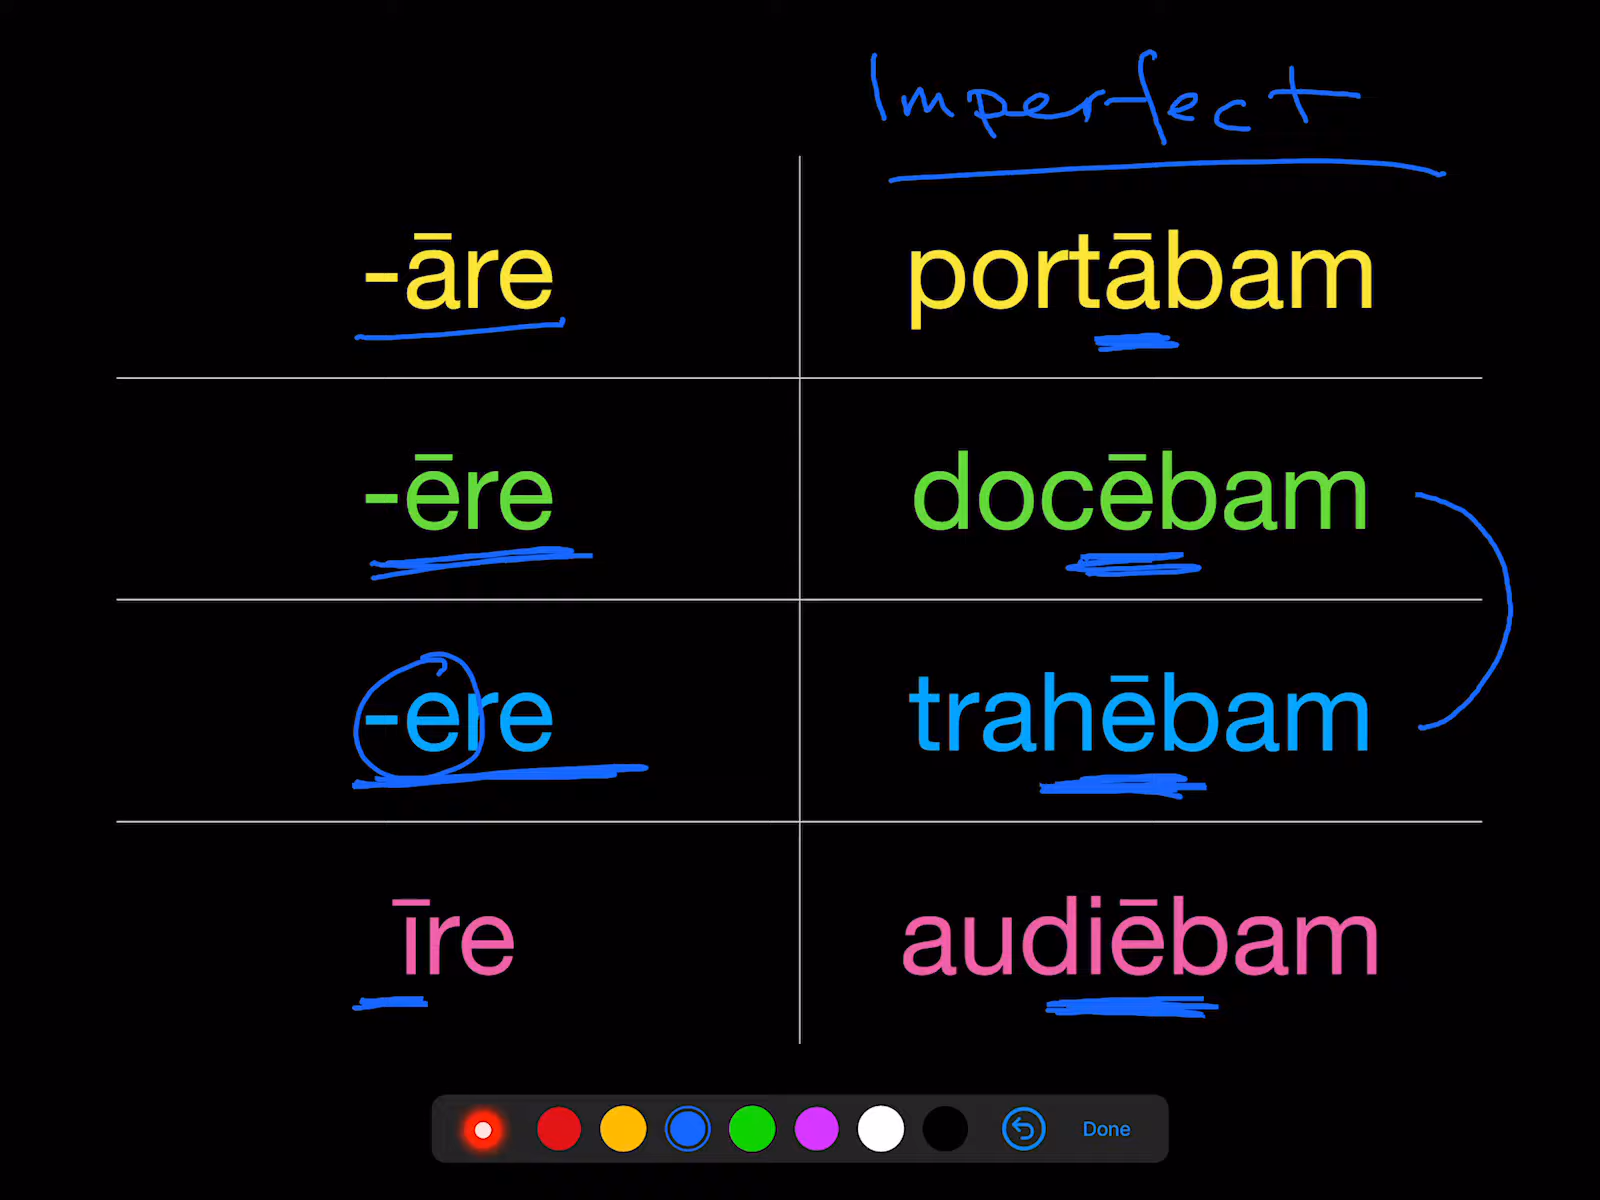 Imperfect
-āre portābam
-ēre docēbam
-ere trahēbam
īre audiēbam
Done